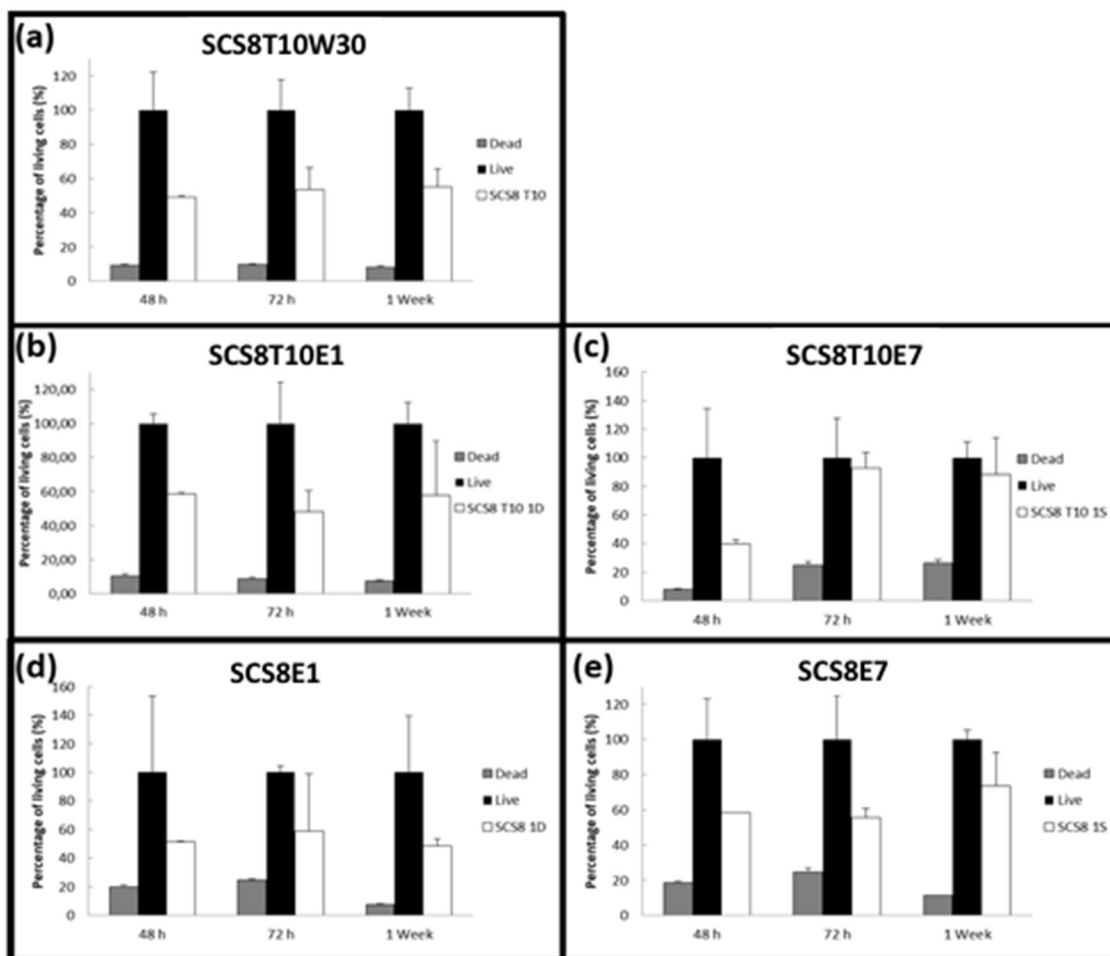 (a)
SCS8T10W30
Percentage of living cells (%)
120
100
80
60
40
20
0
48 h
72 h
1 Week
Dead
Live
SCS8 T10
(b)
SCS8T10E1
Percentage of living cells (%)
120,00
100,00
80,00
60,00
40,00
20,00
0,00
48 h
72 h
1 Week
Dead
Live
SCS8 T10 1D
(c)
SCS8T10E7
Percentage of living cells (%)
160
140
120
100
80
60
40
20
0
48 h
72 h
1 Week
Dead
Live
SCS8 T10 1S
(d)
SCS8E1
Percentage of living cells (%)
160
140
120
100
80
60
40
20
0
48 h
72 h
1 Week
Dead
Live
SCS8 1D
(e)
SCS8E7
Percentage of living cells (%)
120
100
80
60
40
20
0
48 h
72 h
1 Week
Dead
Live
SCS8 1S